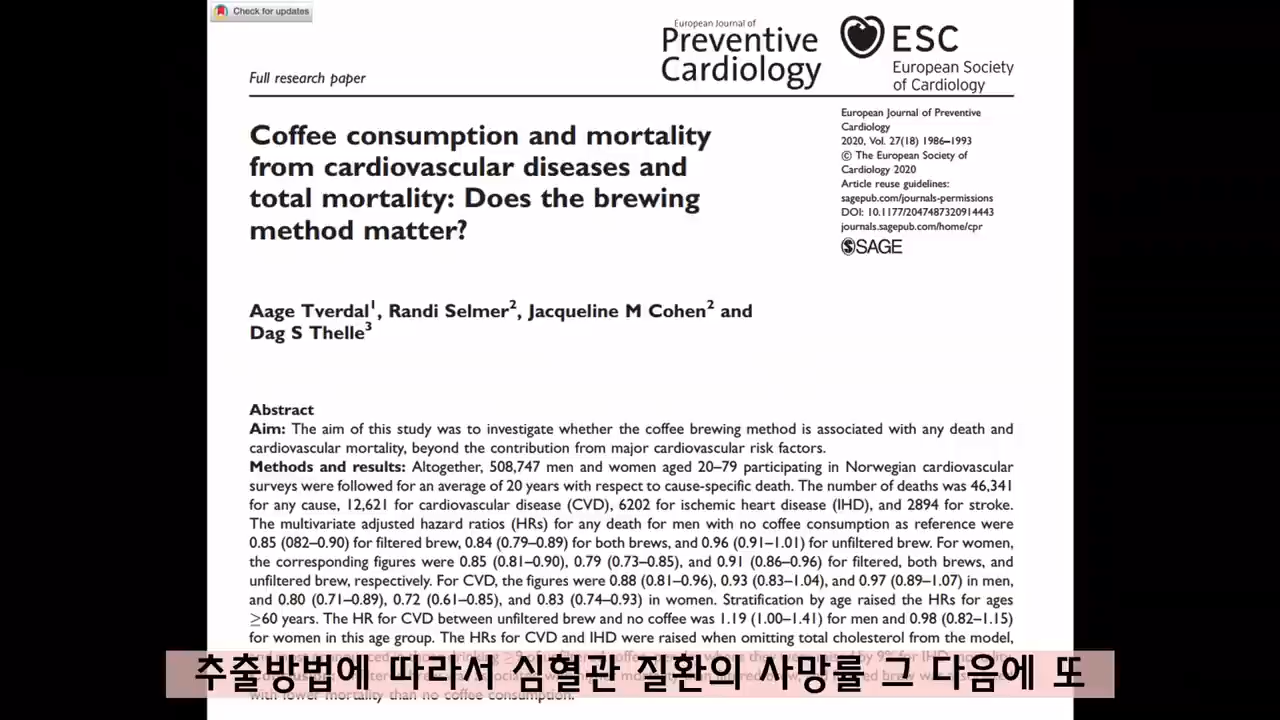 Check for updates
European Journal of
Preventive
Cardiology
ESC
European Society
of Cardiology
Full research paper
Coffee consumption and mortality
from cardiovascular diseases and
total mortality: Does the brewing
method matter?
European Journal of Preventive
Cardiology
2020, Vol. 27(18) 1986–1993
© The European Society of
Cardiology 2020
Article reuse guidelines:
sagepub.com/journals-permissions
DOI: 10.1177/2047487320914443
journals.sagepub.com/home/cpr
SAGE
Aage Tverdal1, Randi Selmer2, Jacqueline M Cohen2 and
Dag S Thelle3
Abstract
Aim: The aim of this study was to investigate whether the coffee brewing method is associated with any death and
cardiovascular mortality, beyond the contribution from major cardiovascular risk factors.
Methods and results: Altogether, 508,747 men and women aged 20–79 participating in Norwegian cardiovascular
surveys were followed for an average of 20 years with respect to cause-specific death. The number of deaths was 46,341
for any cause, 12,621 for cardiovascular disease (CVD), 6202 for ischemic heart disease (IHD), and 2894 for stroke.
The multivariate adjusted hazard ratios (HRs) for any death for men with no coffee consumption as reference were
0.85 (082–0.90) for filtered brew, 0.84 (0.79–0.89) for both brews, and 0.96 (0.91–1.01) for unfiltered brew. For women,
the corresponding figures were 0.85 (0.81–0.90), 0.79 (0.73–0.85), and 0.91 (0.86–0.96) for filtered, both brews, and
unfiltered brew, respectively. For CVD, the figures were 0.88 (0.81–0.96), 0.93 (0.83–1.04), and 0.97 (0.89–1.07) in men,
and 0.80 (0.71–0.89), 0.72 (0.61–0.85), and 0.83 (0.74–0.93) in women. Stratification by age raised the HRs for ages
≥60 years. The HR for CVD between unfiltered brew and no coffee was 1.19 (1.00–1.41) for men and 0.98 (0.82–1.15)
for women in this age group. The HRs for CVD and IHD were raised when omitting total cholesterol from the model,
추출방법에 따라서 심혈관 질환의 사망률 그 다음에 또
with lower mortality than no coffee consumption.